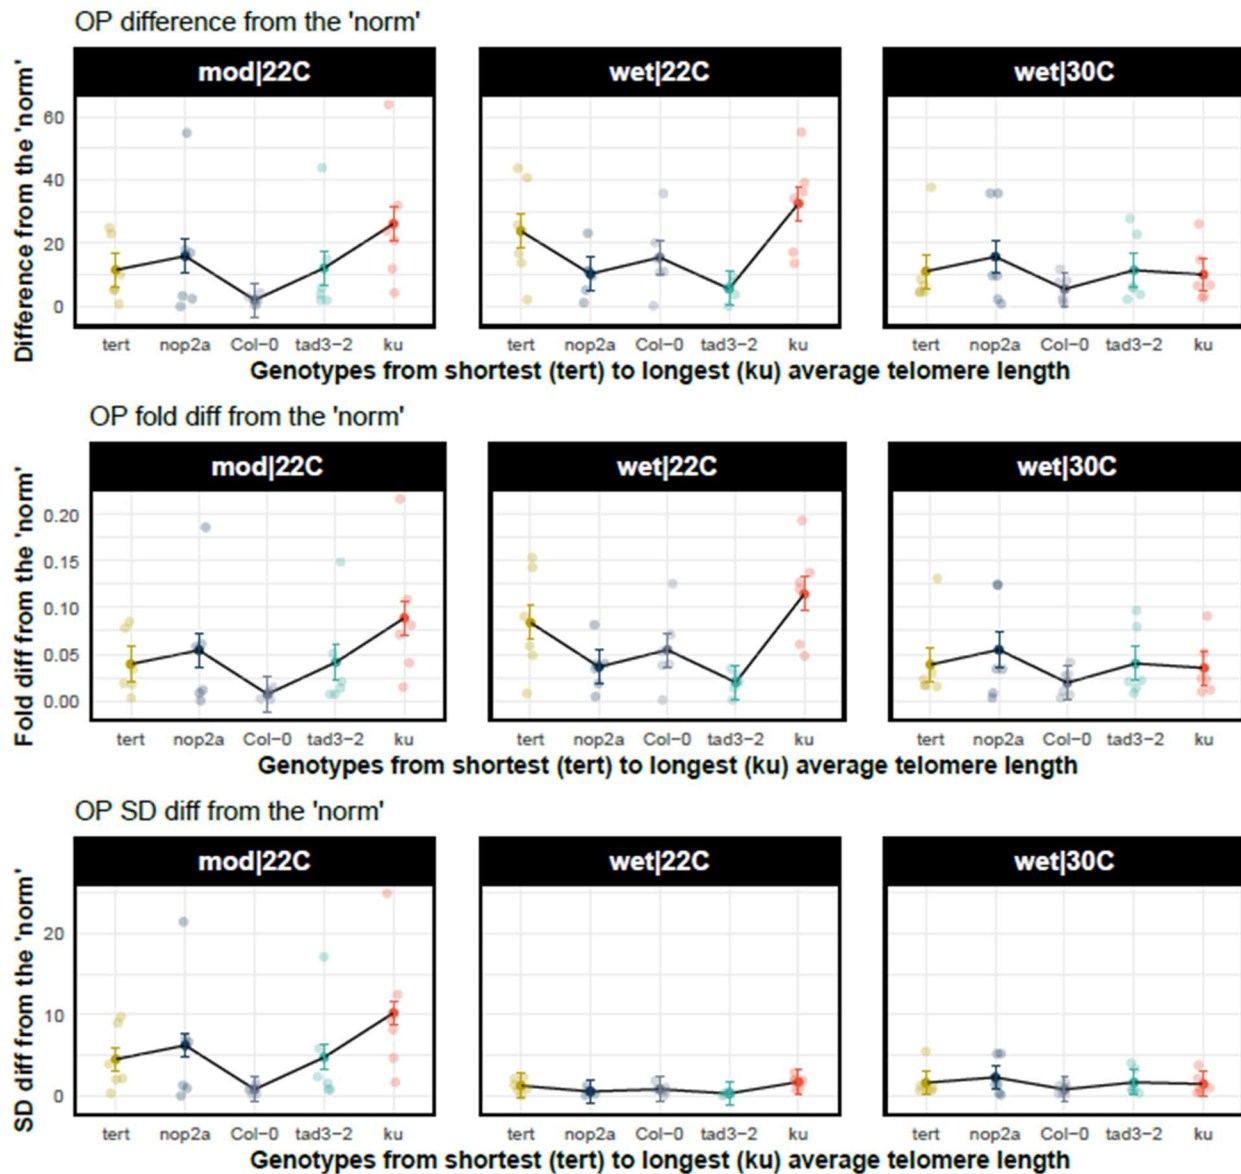 OP difference from the 'norm'
mod|22C wet|22C wet|30C
Difference from the 'norm'
60
40
20
0
tert nop2a Col-0 tad3-2 ku tert nop2a Col-0 tad3-2 ku tert nop2a Col-0 tad3-2 ku
Genotypes from shortest (tert) to longest (ku) average telomere length
OP fold diff from the 'norm'
mod|22C wet|22C wet|30C
Fold diff from the 'norm'
0.20
0.15
0.10
0.05
0.00
tert nop2a Col-0 tad3-2 ku tert nop2a Col-0 tad3-2 ku tert nop2a Col-0 tad3-2 ku
Genotypes from shortest (tert) to longest (ku) average telomere length
OP SD diff from the 'norm'
mod|22C wet|22C wet|30C
SD diff from the 'norm'
20
10
0
tert nop2a Col-0 tad3-2 ku tert nop2a Col-0 tad3-2 ku tert nop2a Col-0 tad3-2 ku
Genotypes from shortest (tert) to longest (ku) average telomere length